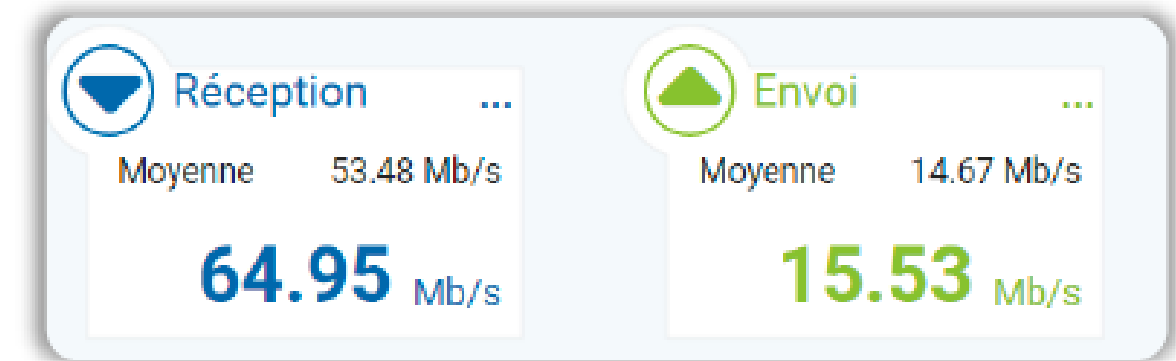 Réception ...
Moyenne 53.48 Mb/s
64.95 Mb/s
Envoi ...
Moyenne 14.67 Mb/s
15.53 Mb/s